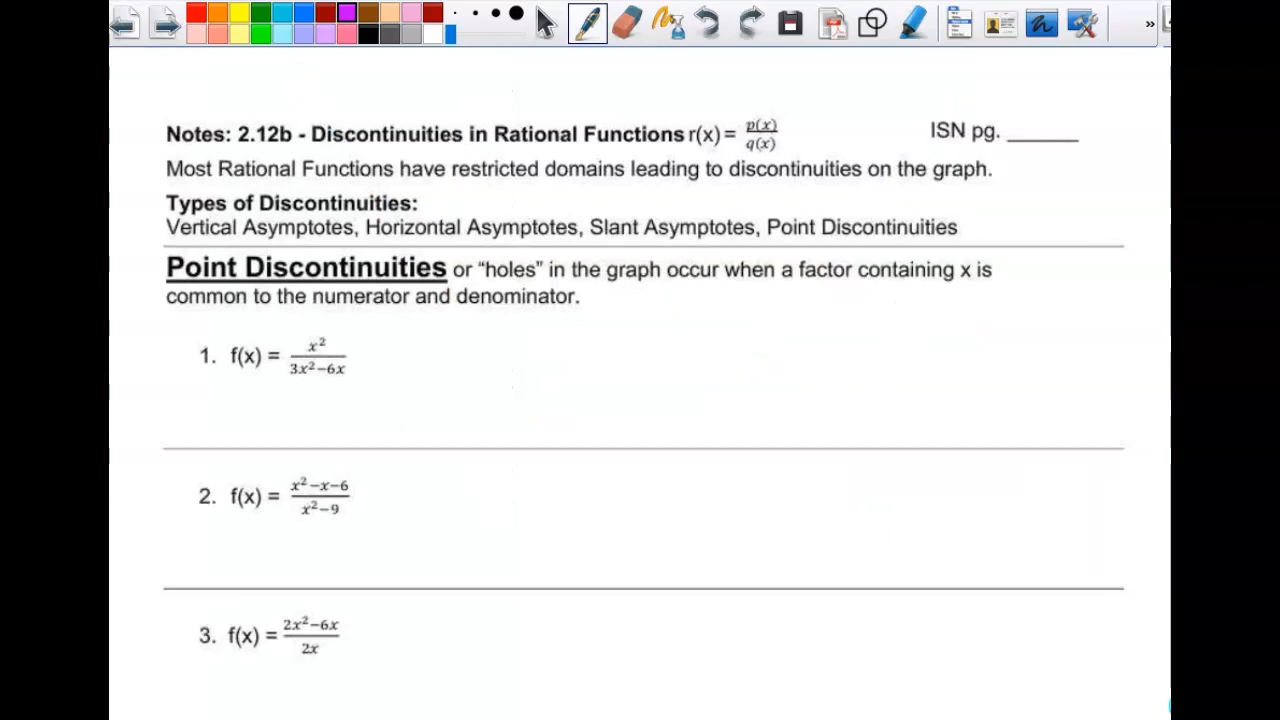 Notes: 2.12b - Discontinuities in Rational Functions r(x) = p(x)/q(x) ISN pg. ______
Most Rational Functions have restricted domains leading to discontinuities on the graph.
Types of Discontinuities:
Vertical Asymptotes, Horizontal Asymptotes, Slant Asymptotes, Point Discontinuities
Point Discontinuities or “holes” in the graph occur when a factor containing x is
common to the numerator and denominator.
1. f(x) = x²/(3x²−6x)
2. f(x) = (x²−x−6)/(x²−9)
3. f(x) = (2x²−6x)/(2x)